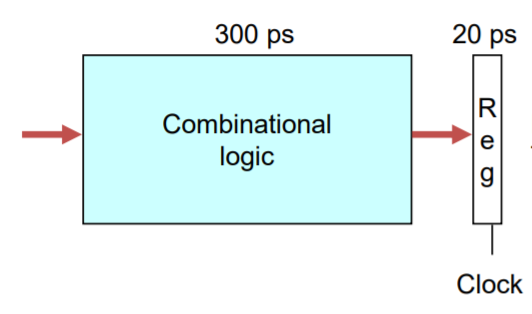 300 ps
20 ps
Combinational
logic
R
e
g
Clock